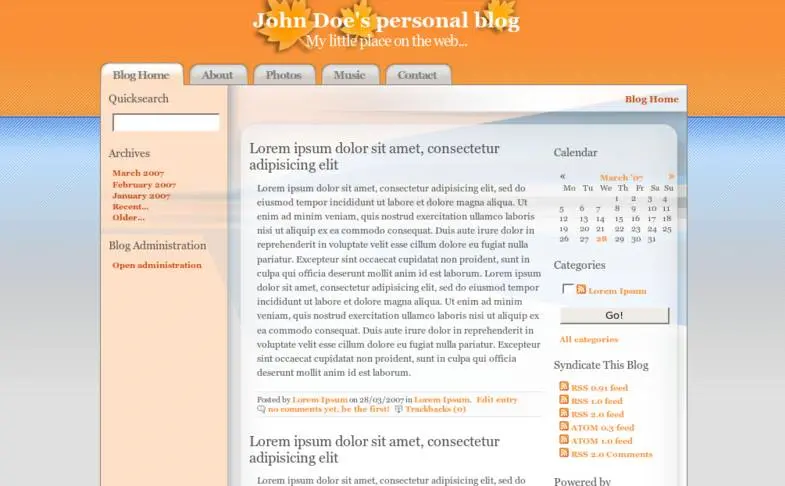 John Doe's personal blog
My little place on the web...
Blog Home
About
Photos
Music
Contact
Blog Home
Quicksearch
Archives
March 2007
February 2007
January 2007
Recent...
Older...
Blog Administration
Open administration
Lorem ipsum dolor sit amet, consectetur
adipisicing elit
Lorem ipsum dolor sit amet, consectetur adipisicing elit, sed do
eiusmod tempor incididunt ut labore et dolore magna aliqua. Ut
enim ad minim veniam, quis nostrud exercitation ullamco laboris
nisi ut aliquip ex ea commodo consequat. Duis aute irure dolor in
reprehenderit in voluptate velit esse cillum dolore eu fugiat nulla
pariatur. Excepteur sint occaecat cupidatat non proident, sunt in
culpa qui officia deserunt mollit anim id est laborum. Lorem ipsum
dolor sit amet, consectetur adipisicing elit, sed do eiusmod tempor
incididunt ut labore et dolore magna aliqua. Ut enim ad minim
veniam, quis nostrud exercitation ullamco laboris nisi ut aliquip ex
ea commodo consequat. Duis aute irure dolor in reprehenderit in
voluptate velit esse cillum dolore eu fugiat nulla pariatur. Excepteur
sint occaecat cupidatat non proident, sunt in culpa qui officia
deserunt mollit anim id est laborum.
Posted by Lorem Ipsum on 28/03/2007 in Lorem Ipsum. Edit entry
no comments yet, be the first! Trackbacks (0)
Lorem ipsum dolor sit amet, consectetur
adipisicing elit
Lorem ipsum dolor sit amet, consectetur adipisicing elit, sed do
Calendar
« March '07 »
Mo Tu We Th Fr Sa Su
1 2 3 4
5 6 7 8 9 10 11
12 13 14 15 16 17 18
19 20 21 22 23 24 25
26 27 28 29 30 31
Categories
Lorem Ipsum
Go!
All categories
Syndicate This Blog
RSS 0.91 feed
RSS 1.0 feed
RSS 2.0 feed
ATOM 0.3 feed
ATOM 1.0 feed
RSS 2.0 Comments
Powered by